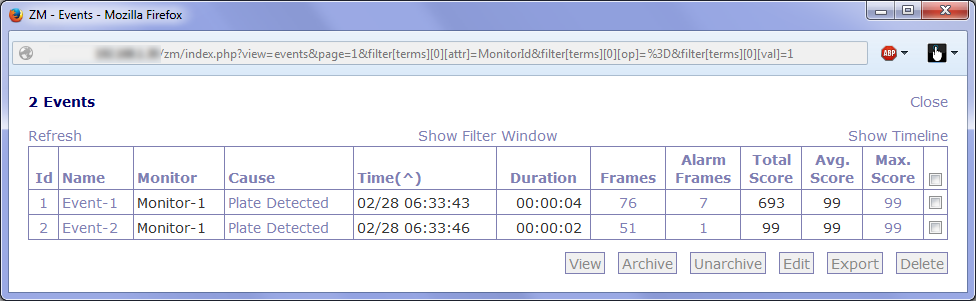 ZM - Events - Mozilla Firefox
/zm/index.php?view=events&page=1&filter[terms][0][attr]=MonitorId&filter[terms][0][op]=%3D&filter[terms][0][val]=1
ABP
2 Events
Close
Refresh
Show Filter Window
Show Timeline
Id Name Monitor Cause Time(^) Duration Frames Alarm Frames Total Score Avg. Score Max. Score
1 Event-1 Monitor-1 Plate Detected 02/28 06:33:43 00:00:04 76 7 693 99 99
2 Event-2 Monitor-1 Plate Detected 02/28 06:33:46 00:00:02 51 1 99 99 99
View Archive Unarchive Edit Export Delete